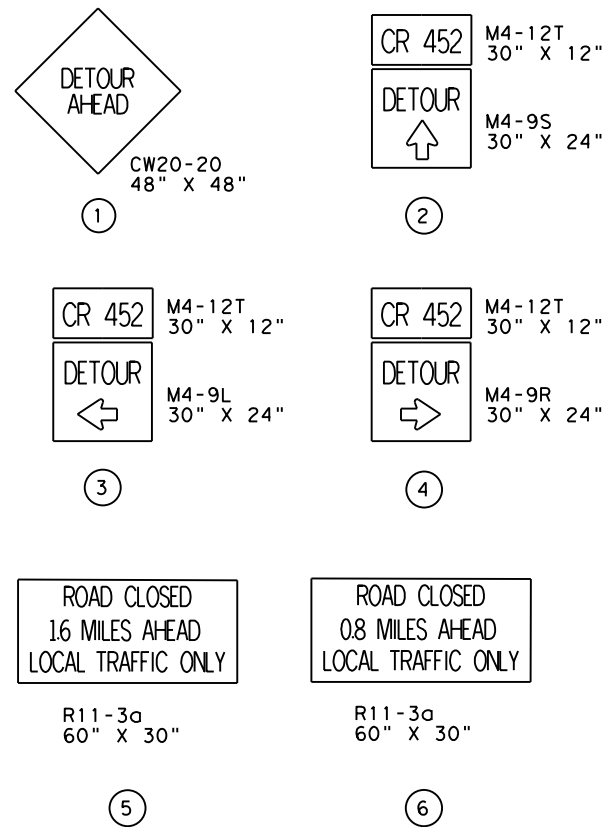 DETOUR
AHEAD
CW20-20
48" X 48"
1
CR 452
M4-12T
30" X 12"
DETOUR
M4-9S
30" X 24"
2
CR 452
M4-12T
30" X 12"
DETOUR
M4-9L
30" X 24"
3
CR 452
M4-12T
30" X 12"
DETOUR
M4-9R
30" X 24"
4
ROAD CLOSED
1.6 MILES AHEAD
LOCAL TRAFFIC ONLY
R11-3a
60" X 30"
5
ROAD CLOSED
0.8 MILES AHEAD
LOCAL TRAFFIC ONLY
R11-3a
60" X 30"
6